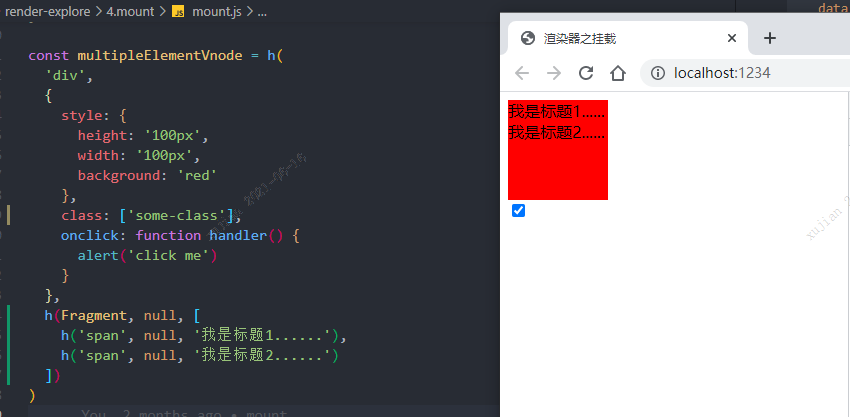 render-explore > 4.mount > JS mount.js > ...
data
const multipleElementVnode = h(
'div',
{
style: {
height: '100px',
width: '100px',
background: 'red'
},
class: ['some-class'],
onclick: function handler() {
alert('click me')
}
},
h(Fragment, null, [
h('span', null, '我是标题1......'),
h('span', null, '我是标题2......')
])
)
You, 2 months ago • mount
渲染器之挂载
localhost:1234
我是标题1......
我是标题2......
xujian 2